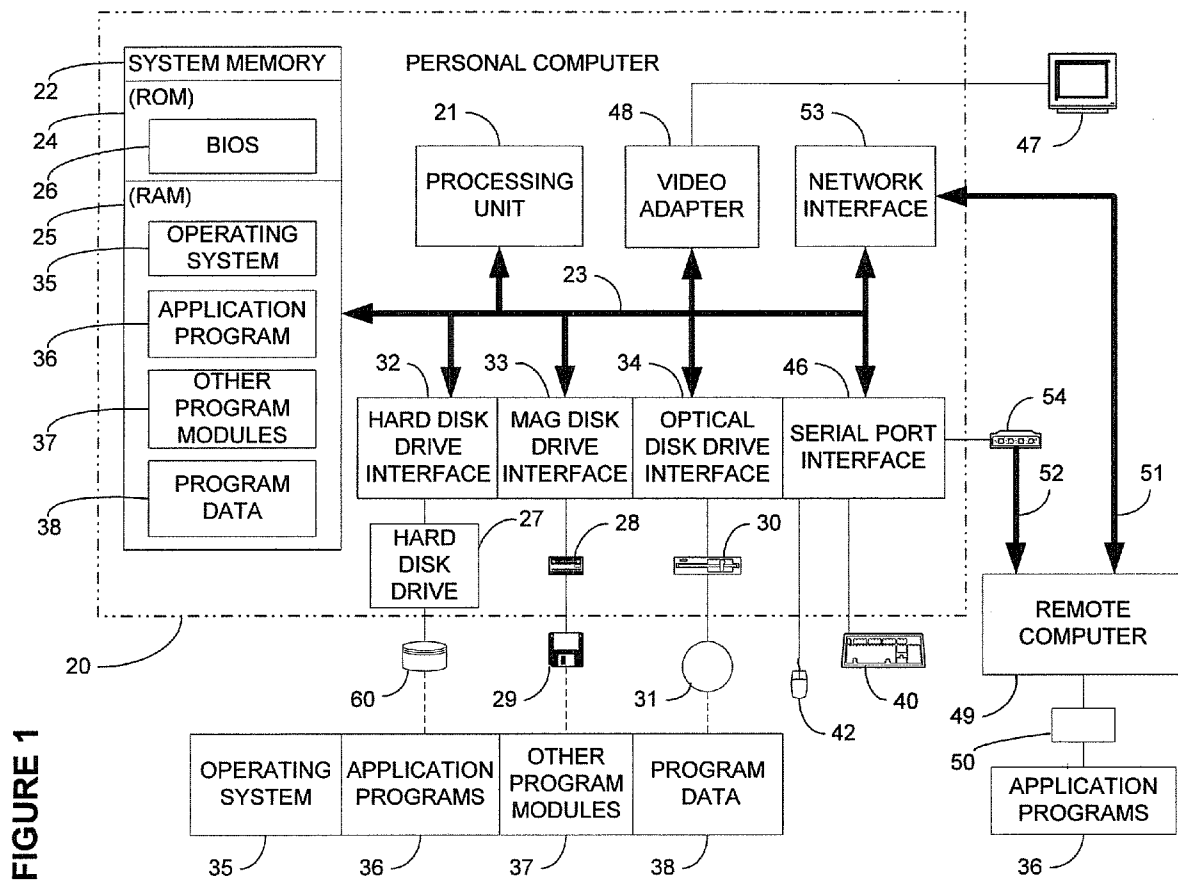 SYSTEM MEMORY
22
(ROM)
24
BIOS
26
(RAM)
25
OPERATING
SYSTEM
35
APPLICATION
PROGRAM
36
OTHER
PROGRAM
MODULES
37
PROGRAM
DATA
38
PERSONAL COMPUTER
21
PROCESSING
UNIT
48
VIDEO
ADAPTER
53
NETWORK
INTERFACE
47
23
32
HARD DISK
DRIVE
INTERFACE
33
MAG DISK
DRIVE
INTERFACE
34
OPTICAL
DISK DRIVE
INTERFACE
46
SERIAL PORT
INTERFACE
54
52
51
27
HARD
DISK
DRIVE
28
30
20
60
29
31
42
40
REMOTE
COMPUTER
49
50
APPLICATION
PROGRAMS
36
OPERATING
SYSTEM
35
APPLICATION
PROGRAMS
36
OTHER
PROGRAM
MODULES
37
PROGRAM
DATA
38
FIGURE 1